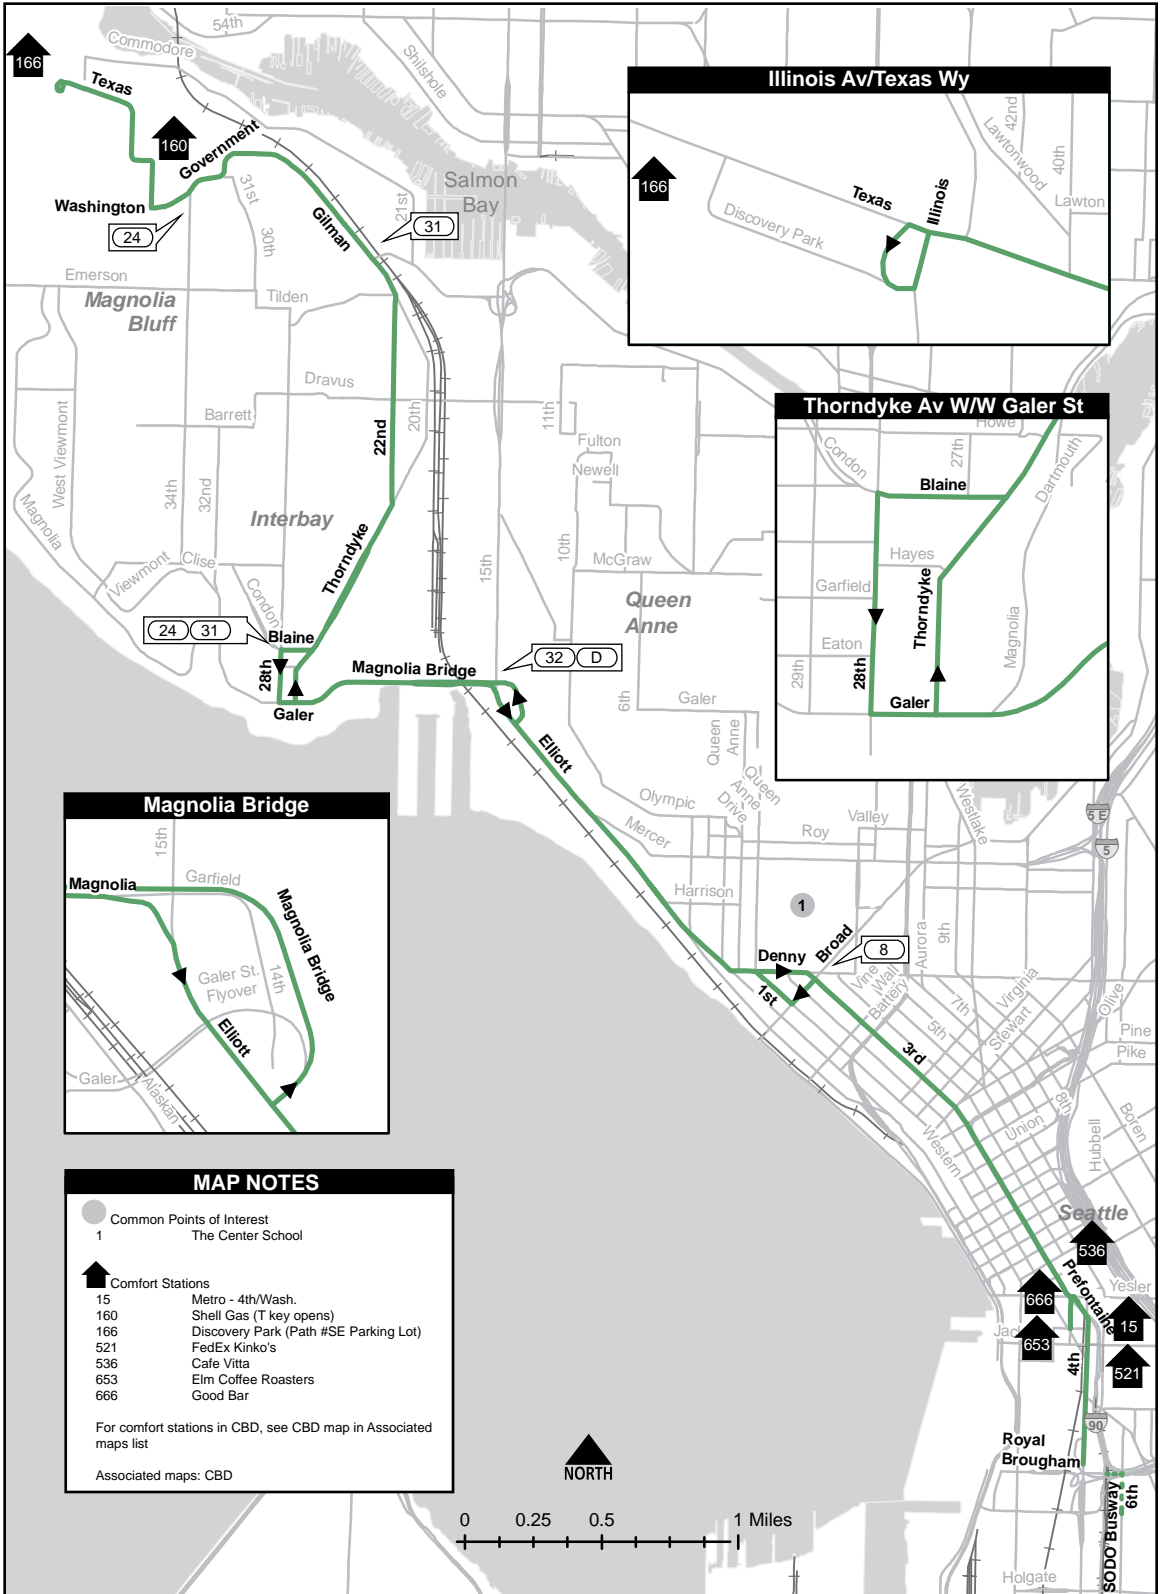 54th
Commodore
Shilshole
166
Texas
160
Government
Washington
24
31st
30th
Gilman
21st
31
Salmon
Bay
Emerson
Magnolia
Bluff
Tilden
Dravus
Barrett
20th
22nd
West Viewmont
Magnolia
34th
32nd
Interbay
Thorndyke
Viewmont
Clise
Condon
24
31
Blaine
28th
Galer
Magnolia Bridge
15th
11th
Fulton
Newell
10th
McGraw
Queen
Anne
32
D
6th
Galer
Queen
Anne
Queen
Anne
Drive
Elliott
Olympic
Mercer
Valley
Roy
Westlake
5 E
5
Harrison
1
Denny
Broad
8
1st
Vine
Wall
Battery
Aurora
9th
7th
5th
Virginia
Stewart
Olive
Pine
Pike
3rd
8th
Union
Western
Hubbell
Boren
Seattle
536
Yesler
Prefontaine
666
15
Jac
653
521
4th
90
Royal
Brougham
SODO Busway
6th
Holgate
Illinois Av/Texas Wy
42nd
Lawtonwood
40th
Lawton
166
Texas
Illinois
Discovery Park
Thorndyke Av W/W Galer St
Howe
Condon
27th
Dartmouth
Blaine
Hayes
Garfield
Thorndyke
Eaton
29th
28th
Magnolia
Galer
Magnolia Bridge
15th
Magnolia
Garfield
Magnolia Bridge
Galer St.
Flyover
14th
Elliott
Galer
Alaskan
MAP NOTES
Common Points of Interest
1 The Center School
Comfort Stations
15 Metro - 4th/Wash.
160 Shell Gas (T key opens)
166 Discovery Park (Path #SE Parking Lot)
521 FedEx Kinko's
536 Cafe Vitta
653 Elm Coffee Roasters
666 Good Bar
For comfort stations in CBD, see CBD map in Associated
maps list
Associated maps: CBD
NORTH
0 0.25 0.5 1 Miles